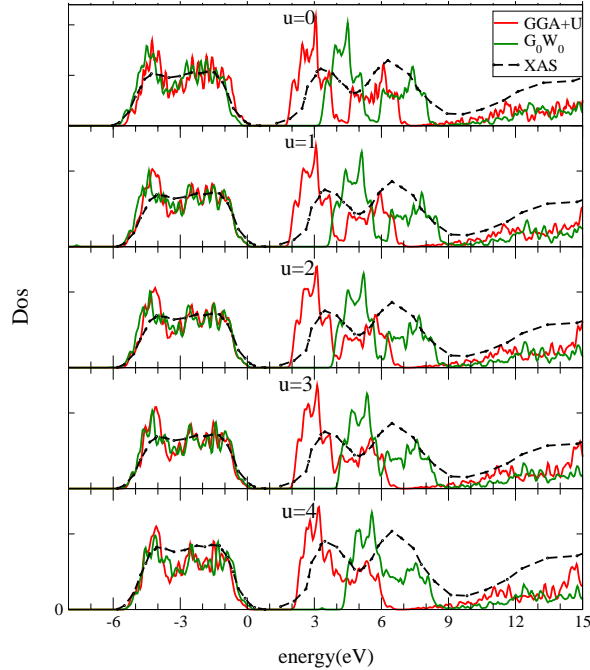 u=0
GGA+U
G₀W₀
XAS
u=1
u=2
Dos
u=3
u=4
0
-6 -3 0 3 6 9 12 15
energy(eV)